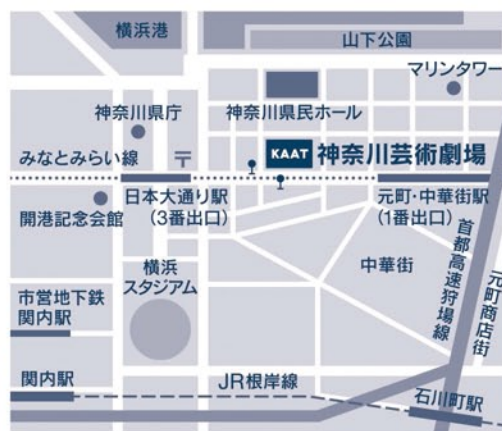 横浜港
山下公園
マリンタワー
神奈川県庁
神奈川県民ホール
みなとみらい線
〒
KAAT 神奈川芸術劇場
開港記念会館
日本大通り駅
(3番出口)
元町・中華街駅
(1番出口)
横浜
スタジアム
中華街
首都高速狩場線
元町商店街
市営地下鉄
関内駅
関内駅
JR根岸線
石川町駅